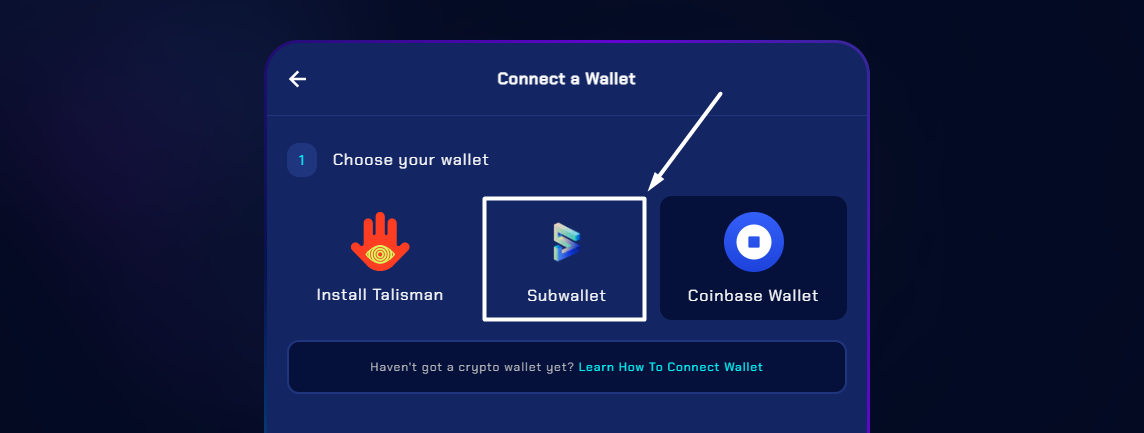 Connect a Wallet
1 Choose your wallet
Install Talisman Subwallet Coinbase Wallet
Haven't got a crypto wallet yet? Learn How To Connect Wallet